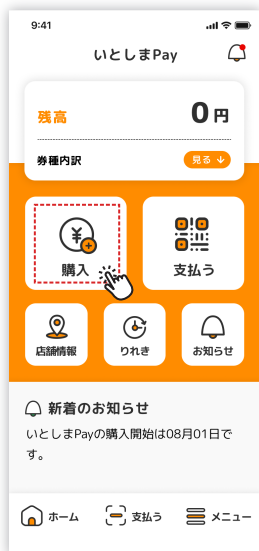 9:41
いとしまPay
残高 0 円
券種内訳 見る ↓
購入 支払う
店舗情報 りれき お知らせ
新着のお知らせ
いとしまPayの購入開始は08月01日で
す。
ホーム 支払う メニュー